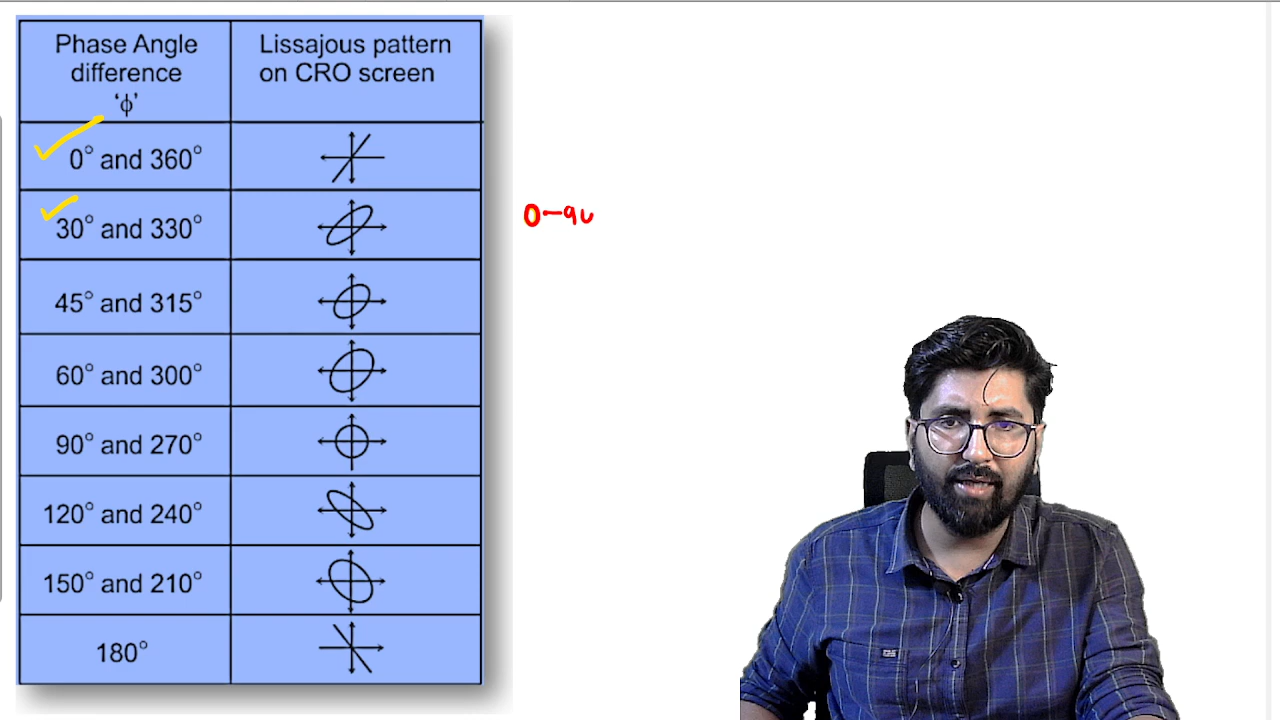 Phase Angle difference 'ϕ'
Lissajous pattern on CRO screen
0° and 360°
30° and 330°
0-90
45° and 315°
60° and 300°
90° and 270°
120° and 240°
150° and 210°
180°